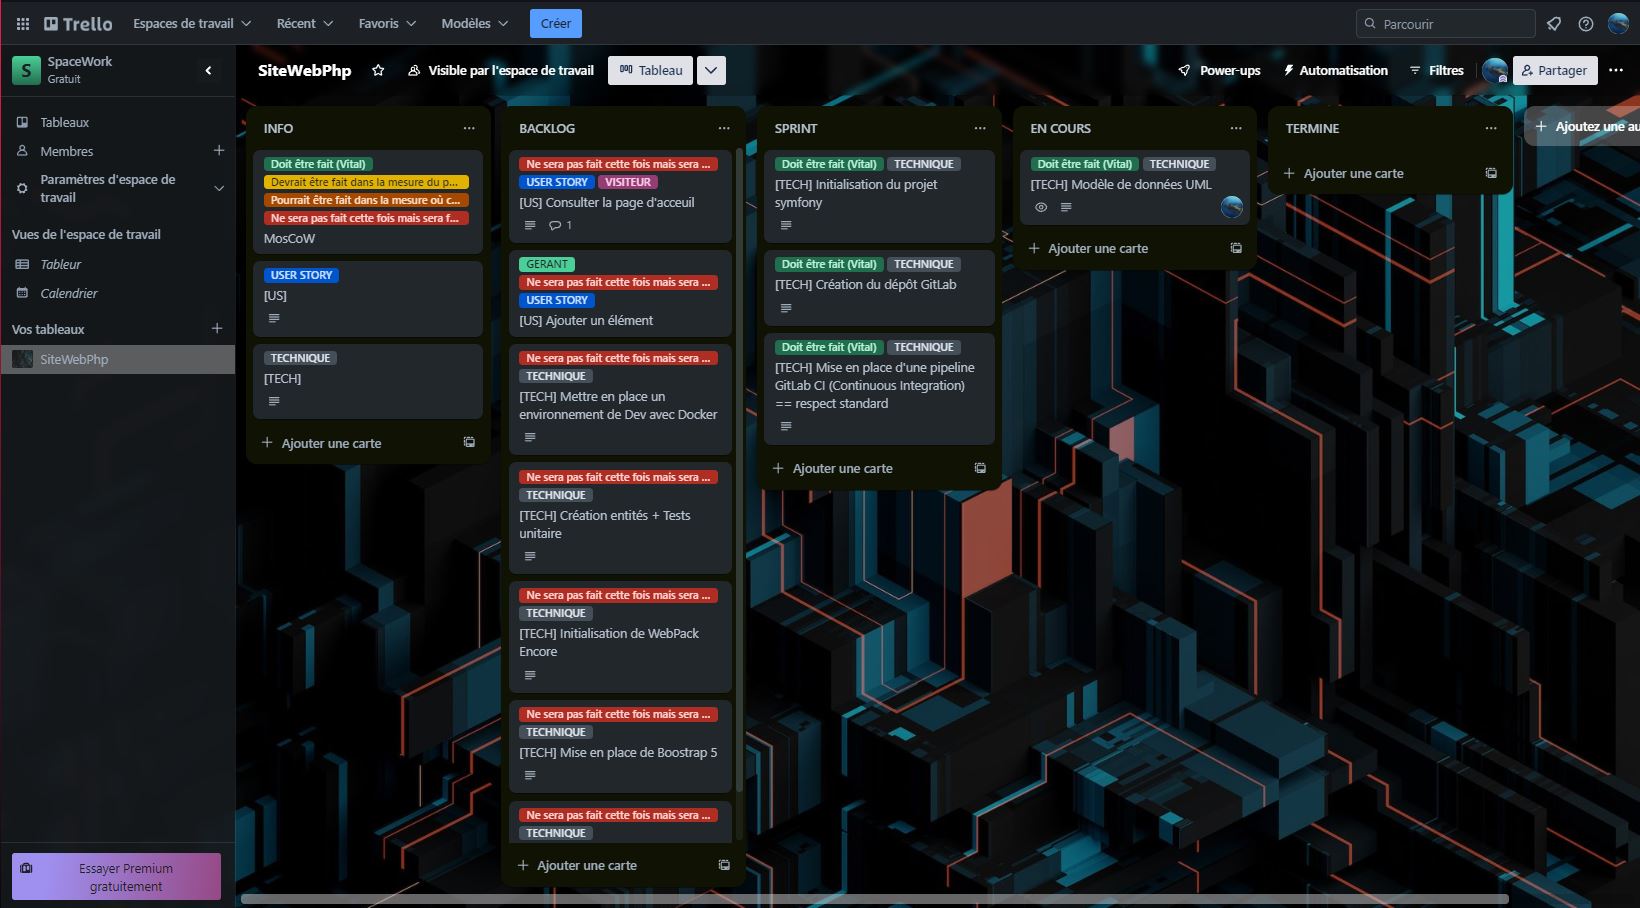 Trello
Espaces de travail
Récent
Favoris
Modèles
Créer
Parcourir
S
SpaceWork
Gratuit
SiteWebPhp
Visible par l'espace de travail
Tableau
Power-ups
Automatisation
Filtres
Partager
Tableaux
Membres
Paramètres d'espace de
travail
Vues de l'espace de travail
Tableur
Calendrier
Vos tableaux
SiteWebPhp
Essayer Premium
gratuitement
INFO
Doit être fait (Vital)
Devrait être fait dans la mesure du p...
Pourrait être fait dans la mesure où c...
Ne sera pas fait cette fois mais sera f...
MosCoW
USER STORY
[US]
TECHNIQUE
[TECH]
Ajouter une carte
BACKLOG
Ne sera pas fait cette fois mais sera ...
USER STORY VISITEUR
[US] Consulter la page d'acceuil
1
GERANT
Ne sera pas fait cette fois mais sera ...
USER STORY
[US] Ajouter un élément
Ne sera pas fait cette fois mais sera ...
TECHNIQUE
[TECH] Mettre en place un
environnement de Dev avec Docker
Ne sera pas fait cette fois mais sera ...
TECHNIQUE
[TECH] Création entités + Tests
unitaire
Ne sera pas fait cette fois mais sera ...
TECHNIQUE
[TECH] Initialisation de WebPack
Encore
Ne sera pas fait cette fois mais sera ...
TECHNIQUE
[TECH] Mise en place de Boostrap 5
Ne sera pas fait cette fois mais sera ...
TECHNIQUE
Ajouter une carte
SPRINT
Doit être fait (Vital) TECHNIQUE
[TECH] Initialisation du projet
symfony
Doit être fait (Vital) TECHNIQUE
[TECH] Création du dépôt GitLab
Doit être fait (Vital) TECHNIQUE
[TECH] Mise en place d'une pipeline
GitLab CI (Continuous Integration)
== respect standard
Ajouter une carte
EN COURS
Doit être fait (Vital) TECHNIQUE
[TECH] Modèle de données UML
Ajouter une carte
TERMINE
Ajouter une carte
Ajoutez une au